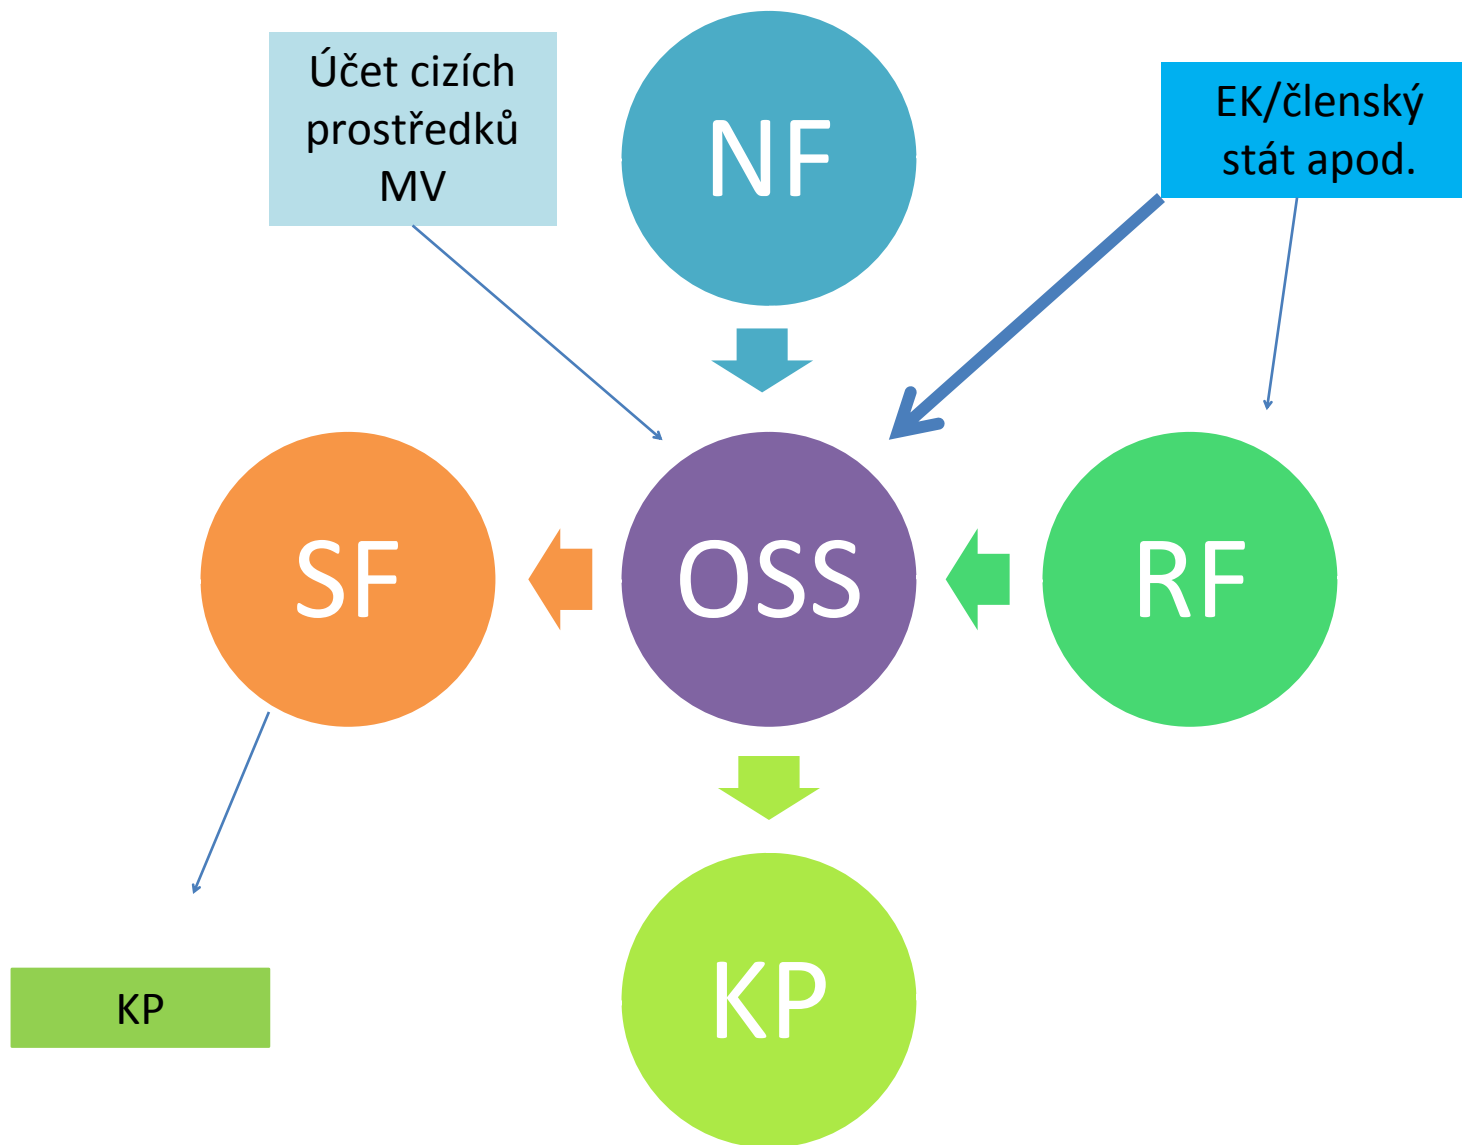 Účet cizích
prostředků
MV
NF
EK/členský
stát apod.
SF
OSS
RF
KP
KP